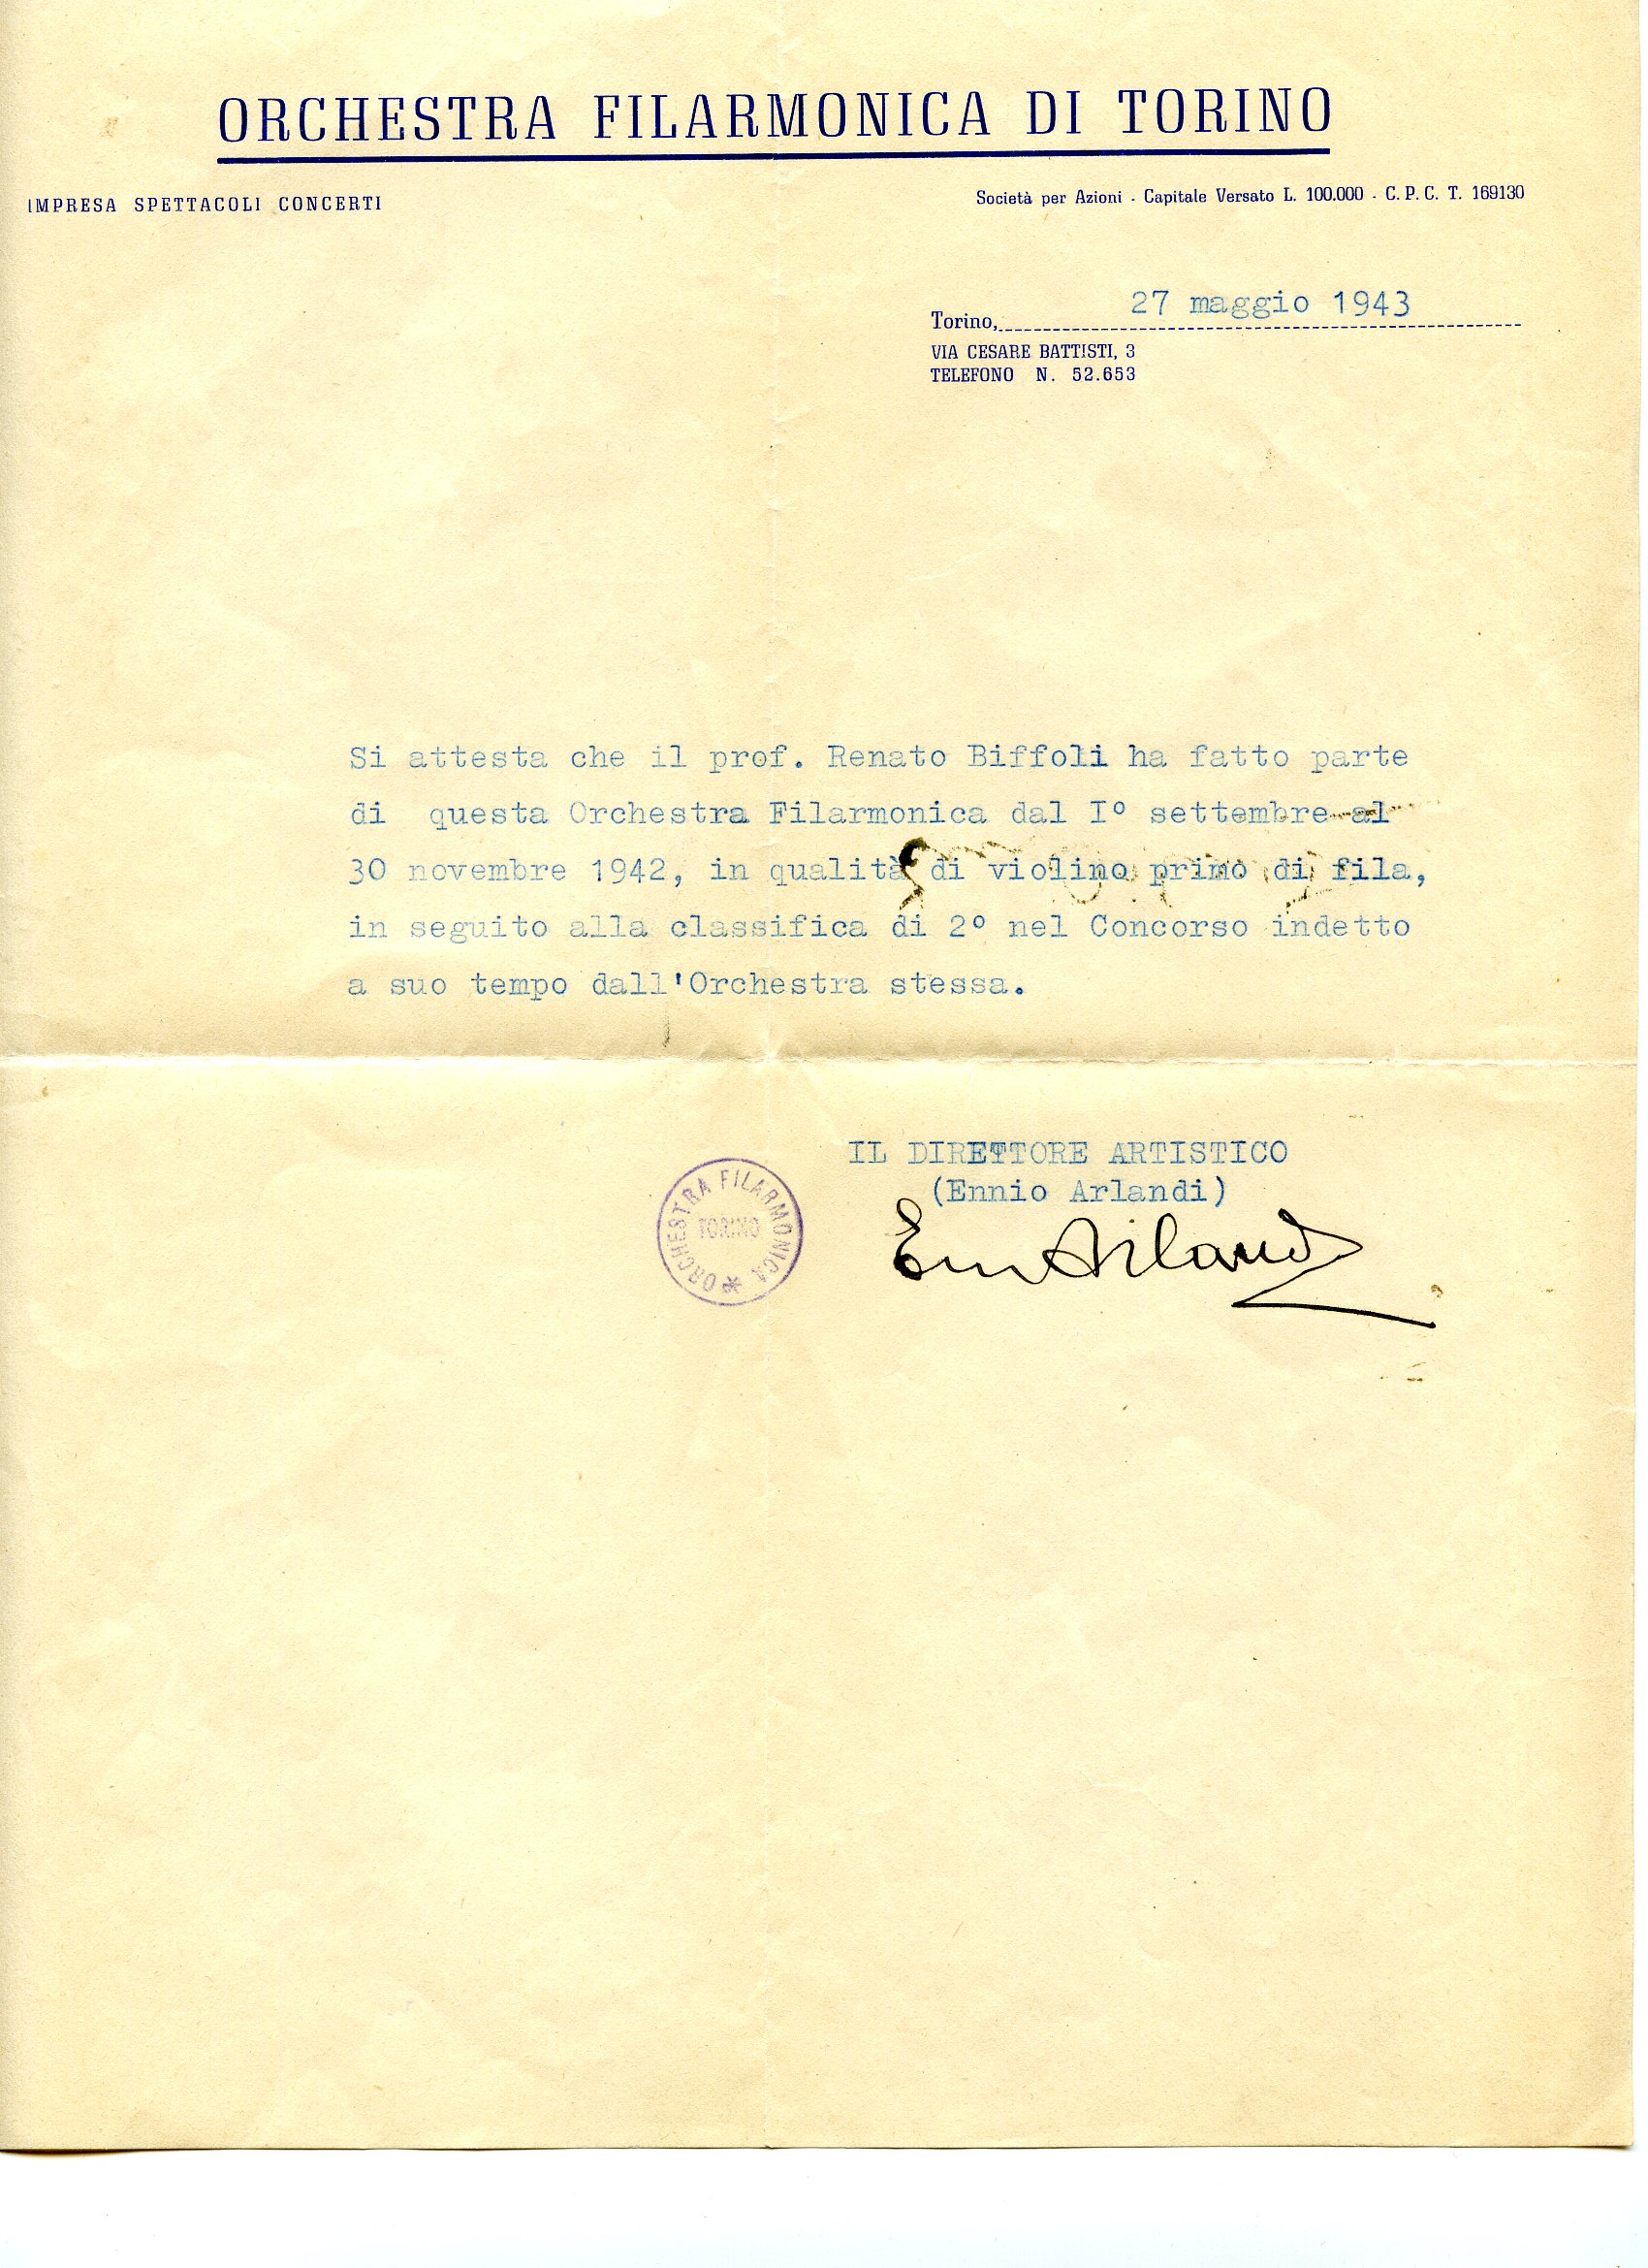 ORCHESTRA FILARMONICA DI TORINO
IMPRESA SPETTACOLI CONCERTI
Società per Azioni - Capitale Versato L. 100.000 - C. P. C. T. 169130
Torino, 27 maggio 1943
VIA CESARE BATTISTI, 3
TELEFONO N. 52.653
Si attesta che il prof. Renato Biffoli ha fatto parte
di questa Orchestra Filarmonica dal I° settembre al
30 novembre 1942, in qualità di violino primo di fila,
in seguito alla classifica di 2° nel Concorso indetto
a suo tempo dall'Orchestra stessa.
IL DIRETTORE ARTISTICO
(Ennio Arlandi)
Enn Arlandi
ORCHESTRA FILARMONICA *
TORINO